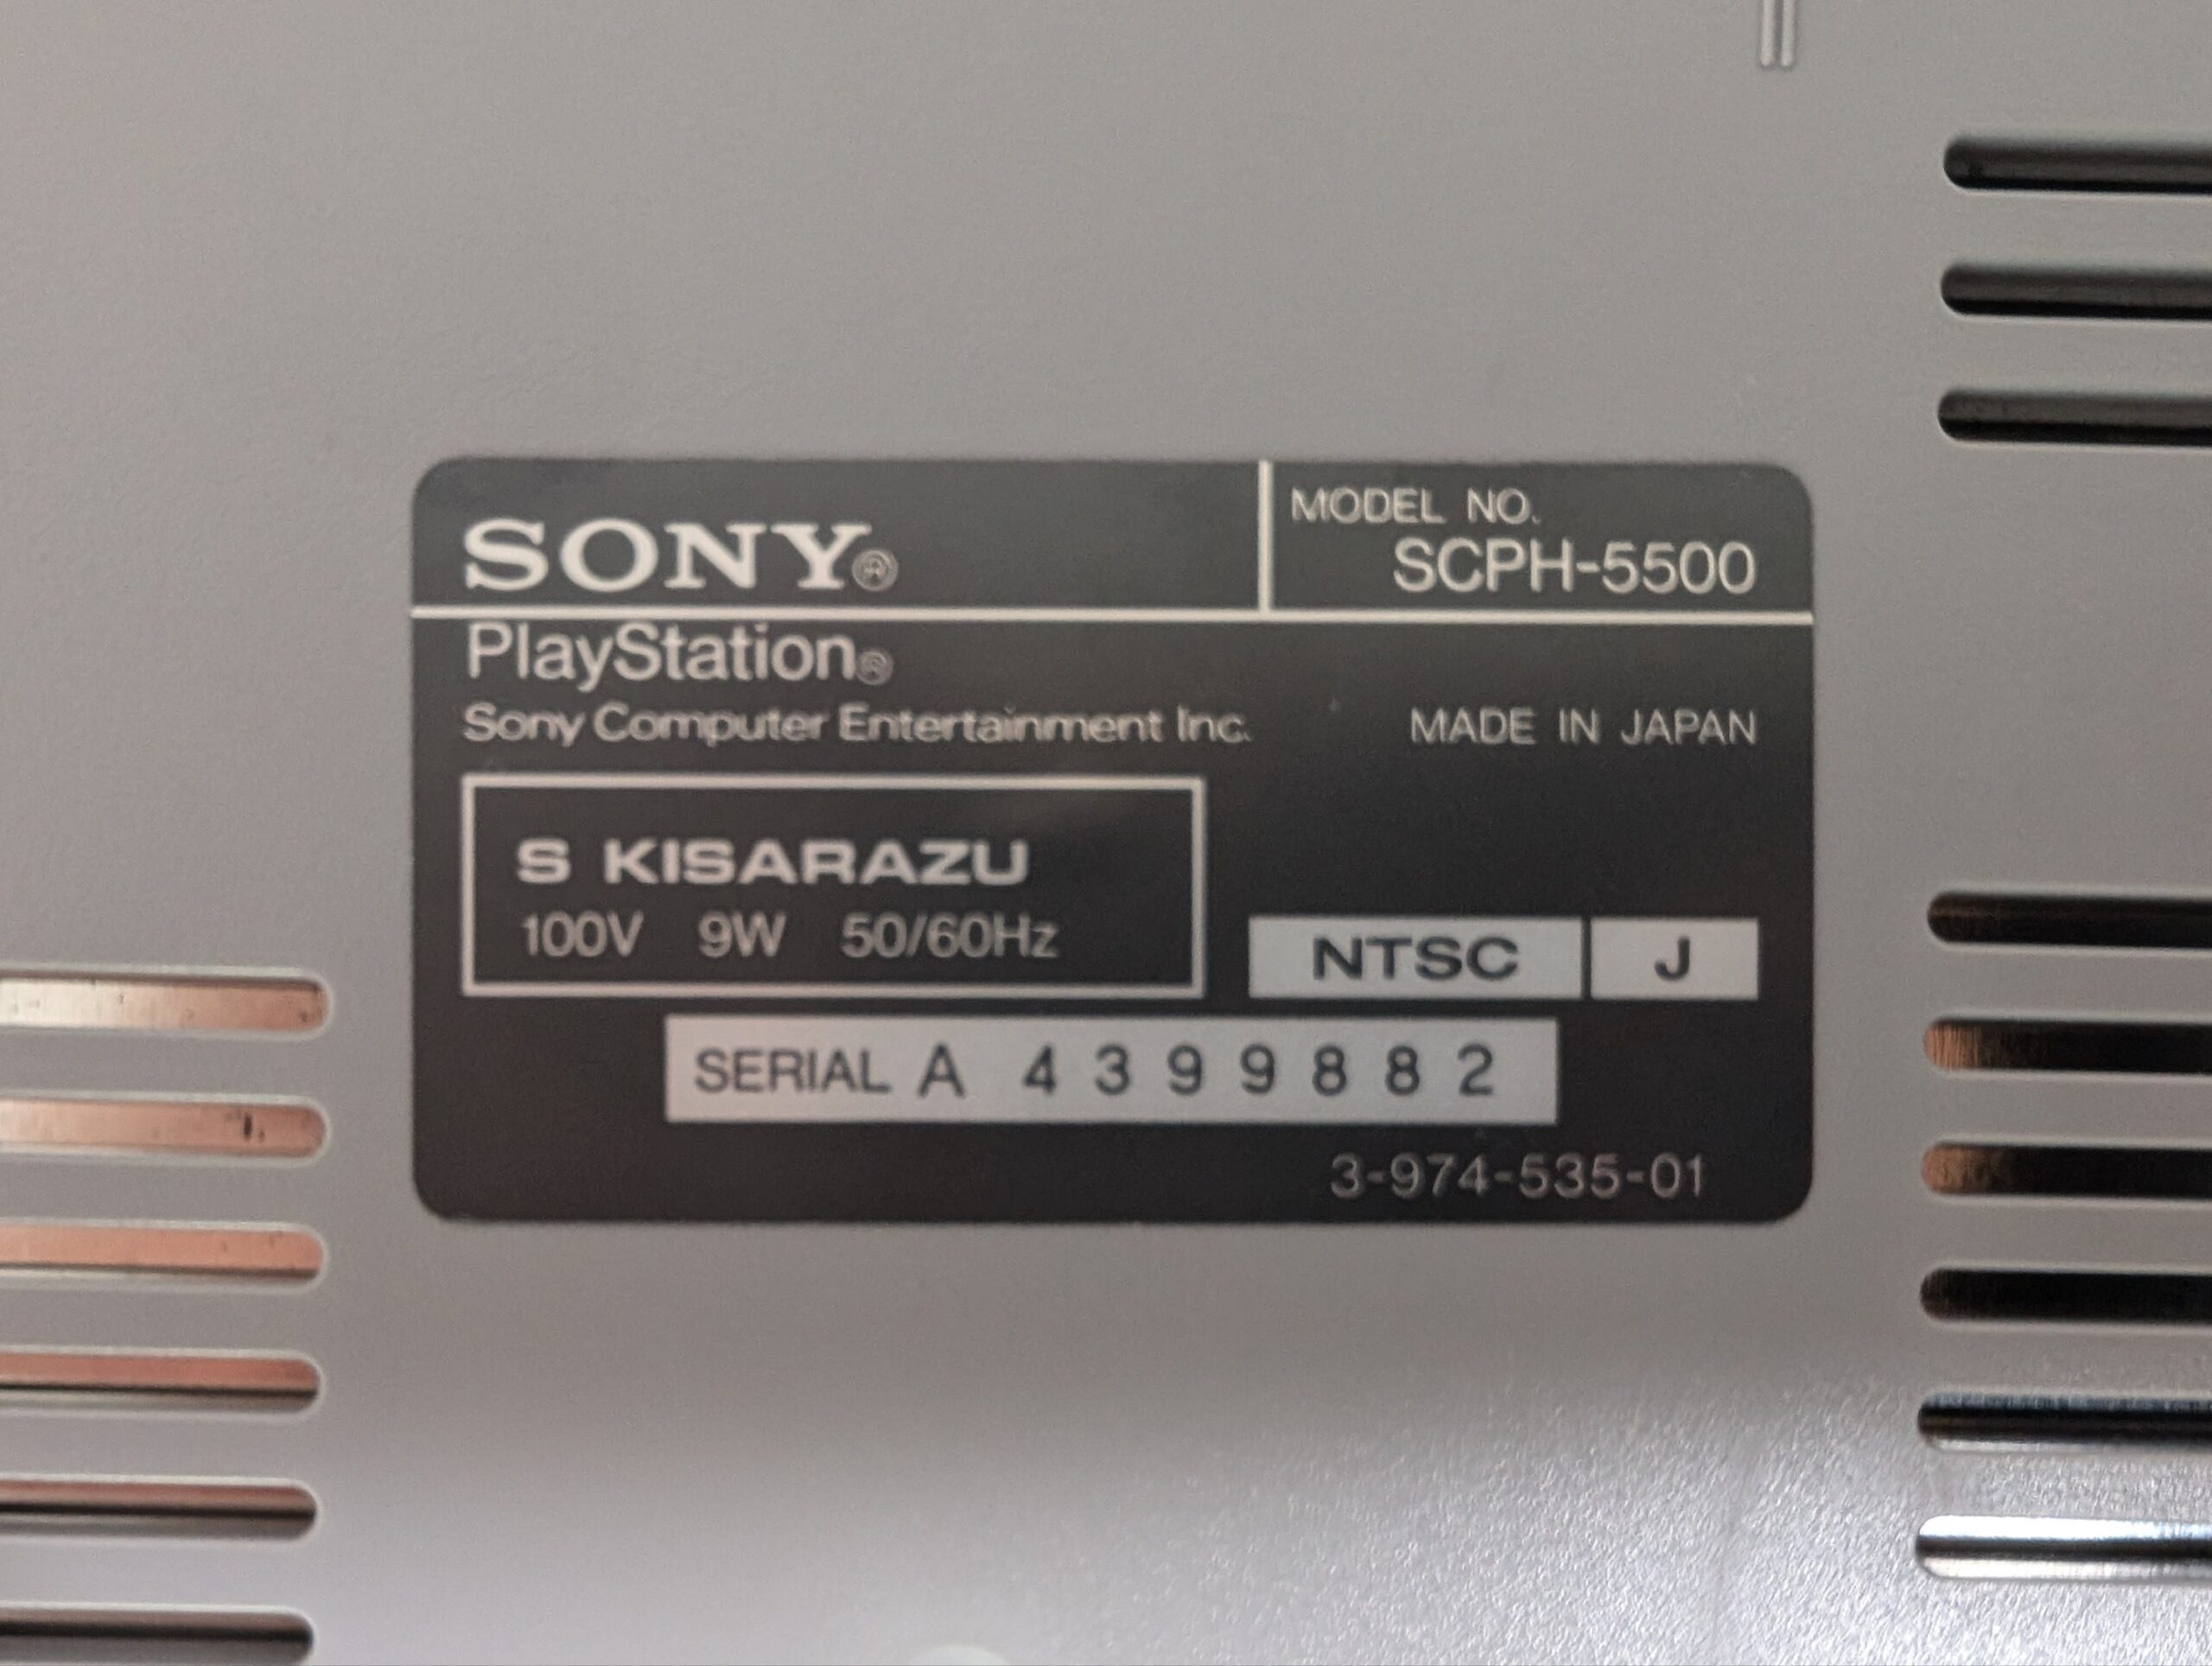 SONY®
MODEL NO.
SCPH-5500
PlayStation®
Sony Computer Entertainment Inc.
MADE IN JAPAN
S KISARAZU
100V 9W 50/60Hz
NTSC J
SERIAL A 4399882
3-974-535-01